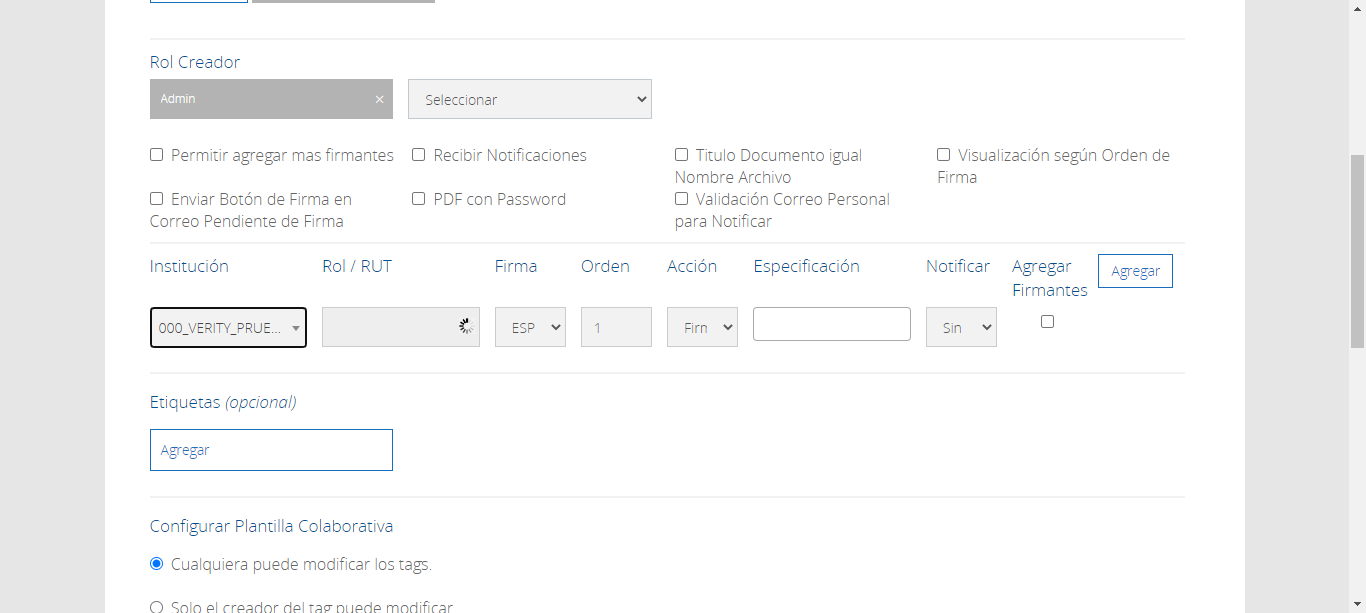 Rol Creador
Admin ×
Seleccionar
Permitir agregar mas firmantes
Recibir Notificaciones
Titulo Documento igual
Nombre Archivo
Visualización según Orden de
Firma
Enviar Botón de Firma en
Correo Pendiente de Firma
PDF con Password
Validación Correo Personal
para Notificar
Institución
Rol / RUT
Firma
Orden
Acción
Especificación
Notificar
Agregar
Firmantes
Agregar
000_VERITY_PRUE...
ESP
1
Firn
Sin
Etiquetas (opcional)
Agregar
Configurar Plantilla Colaborativa
Cualquiera puede modificar los tags.
Solo el creador del tag puede modificar